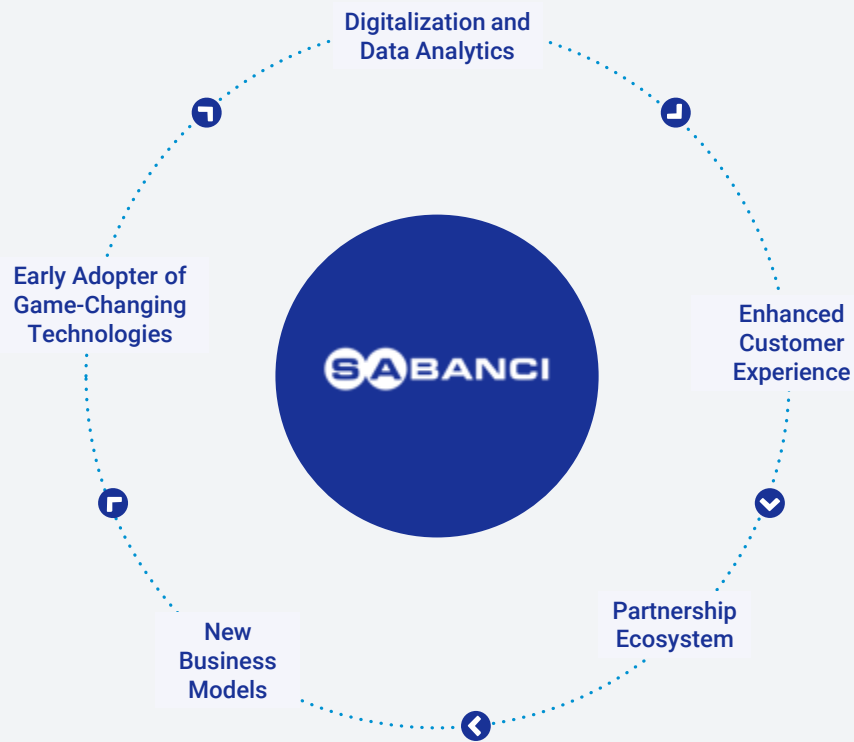 Digitalization and
Data Analytics
Early Adopter of
Game-Changing
Technologies
Enhanced
Customer
Experience
SABANCI
Partnership
Ecosystem
New
Business
Models